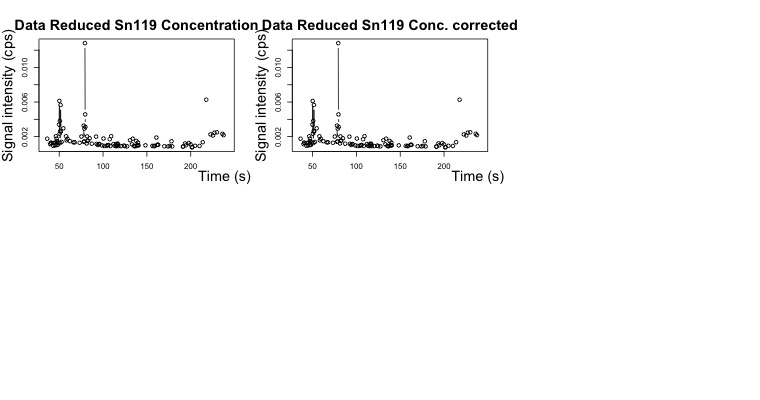 Data Reduced Sn119 Concentration
Signal intensity (cps)
0.002 0.006 0.010
50 100 150 200
Time (s)
Data Reduced Sn119 Conc. corrected
Signal intensity (cps)
0.002 0.006 0.010
50 100 150 200
Time (s)